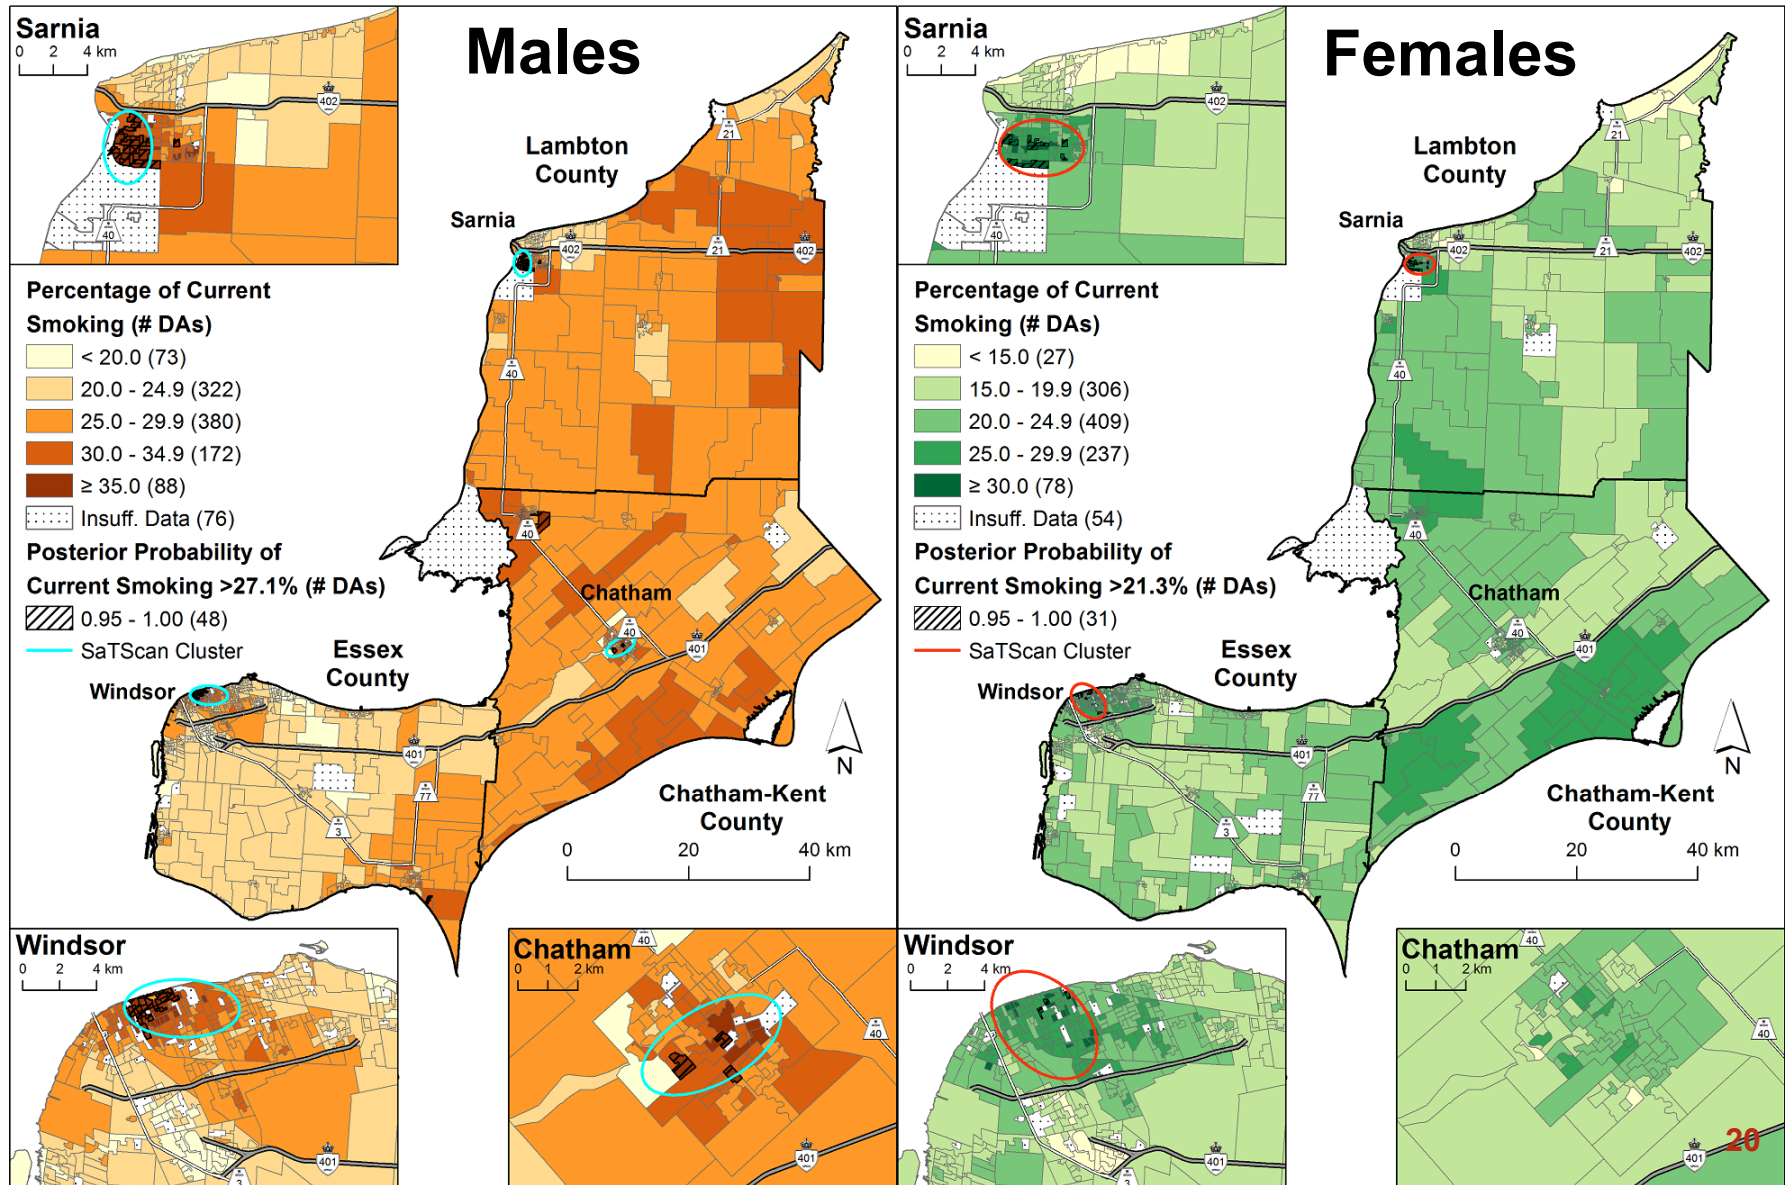 Sarnia
0 2 4 km
402
40
Males
Lambton
County
21
Sarnia
402
21
402
Percentage of Current
Smoking (# DAs)
< 20.0 (73)
20.0 - 24.9 (322)
25.0 - 29.9 (380)
30.0 - 34.9 (172)
≥ 35.0 (88)
Insuff. Data (76)
Posterior Probability of
Current Smoking >27.1% (# DAs)
0.95 - 1.00 (48)
SaTScan Cluster
40
40
Chatham
40
401
Essex
County
Windsor
401
77
3
N
Chatham-Kent
County
0 20 40 km
Windsor
0 2 4 km
401
3
Chatham
0 1 2 km
40
40
401
Sarnia
0 2 4 km
402
40
Females
Lambton
County
21
Sarnia
402
21
402
Percentage of Current
Smoking (# DAs)
< 15.0 (27)
15.0 - 19.9 (306)
20.0 - 24.9 (409)
25.0 - 29.9 (237)
≥ 30.0 (78)
Insuff. Data (54)
Posterior Probability of
Current Smoking >21.3% (# DAs)
0.95 - 1.00 (31)
SaTScan Cluster
40
40
Chatham
40
401
Essex
County
Windsor
401
77
3
N
Chatham-Kent
County
0 20 40 km
Windsor
0 2 4 km
401
3
Chatham
0 1 2 km
40
40
401
20